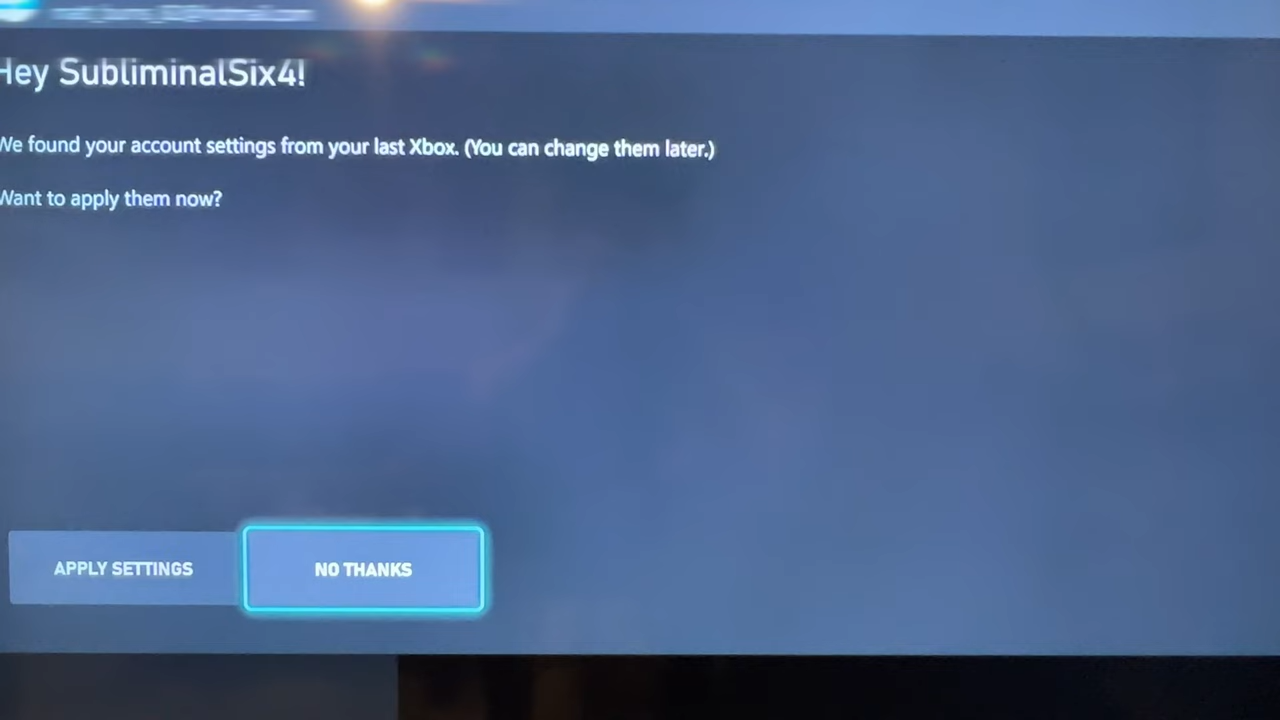 Hey SubliminalSix4!
We found your account settings from your last Xbox. (You can change them later.)
Want to apply them now?
APPLY SETTINGS
NO THANKS